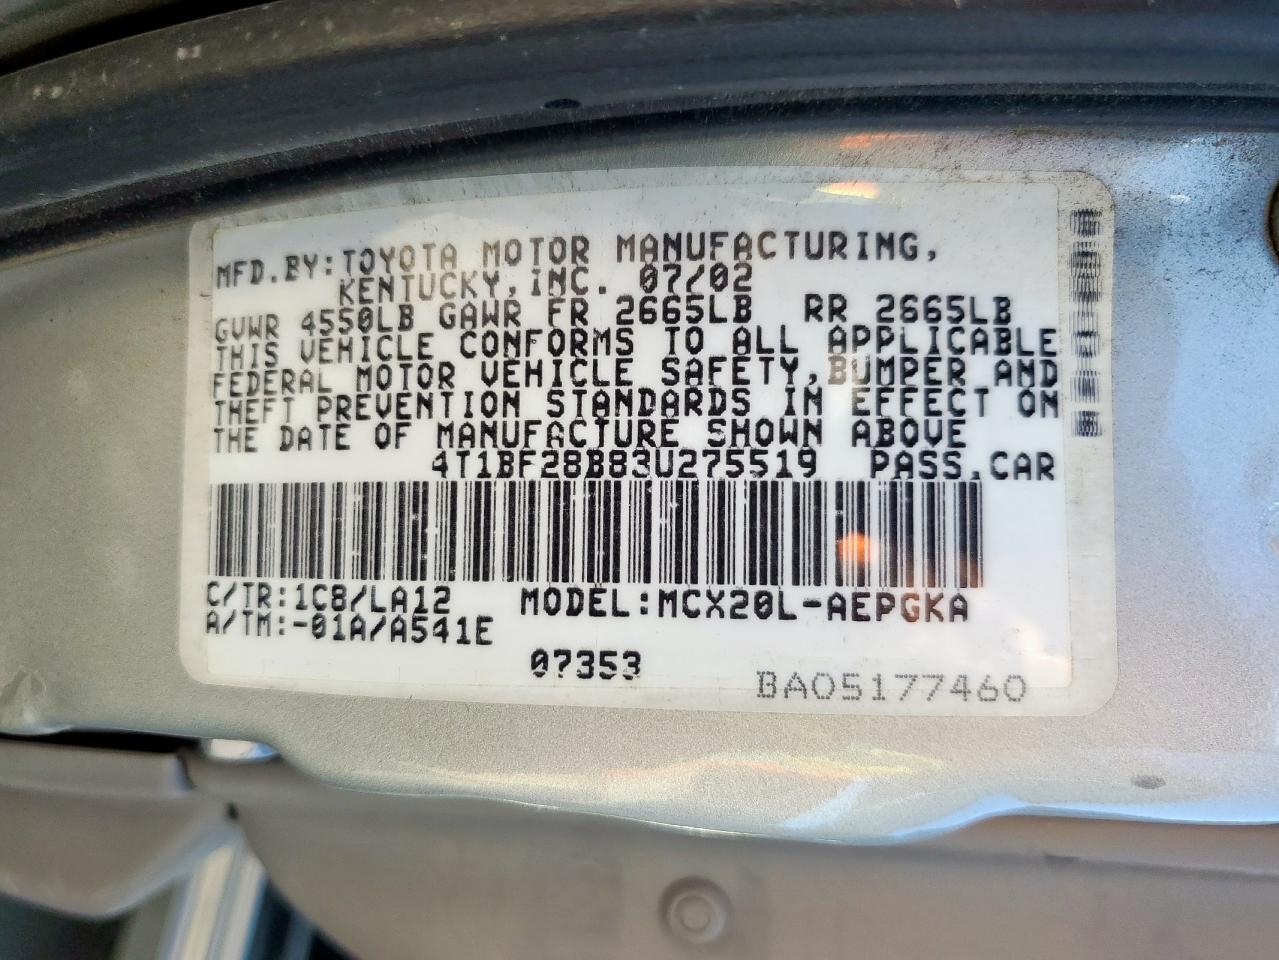 MFD.BY:TOYOTA MOTOR MANUFACTURING,
KENTUCKY,INC. 07/02
GVWR 4550LB GAWR FR 2665LB RR 2665LB
THIS VEHICLE CONFORMS TO ALL APPLICABLE
FEDERAL MOTOR VEHICLE SAFETY,BUMPER AND
THEFT PREVENTION STANDARDS IN EFFECT ON
THE DATE OF MANUFACTURE SHOWN ABOVE
4T1BF28B83U275519 PASS.CAR
C/TR:1C8/LA12 MODEL:MCX20L-AEPGKA
A/TM:-01A/A541E
07353
BA05177460